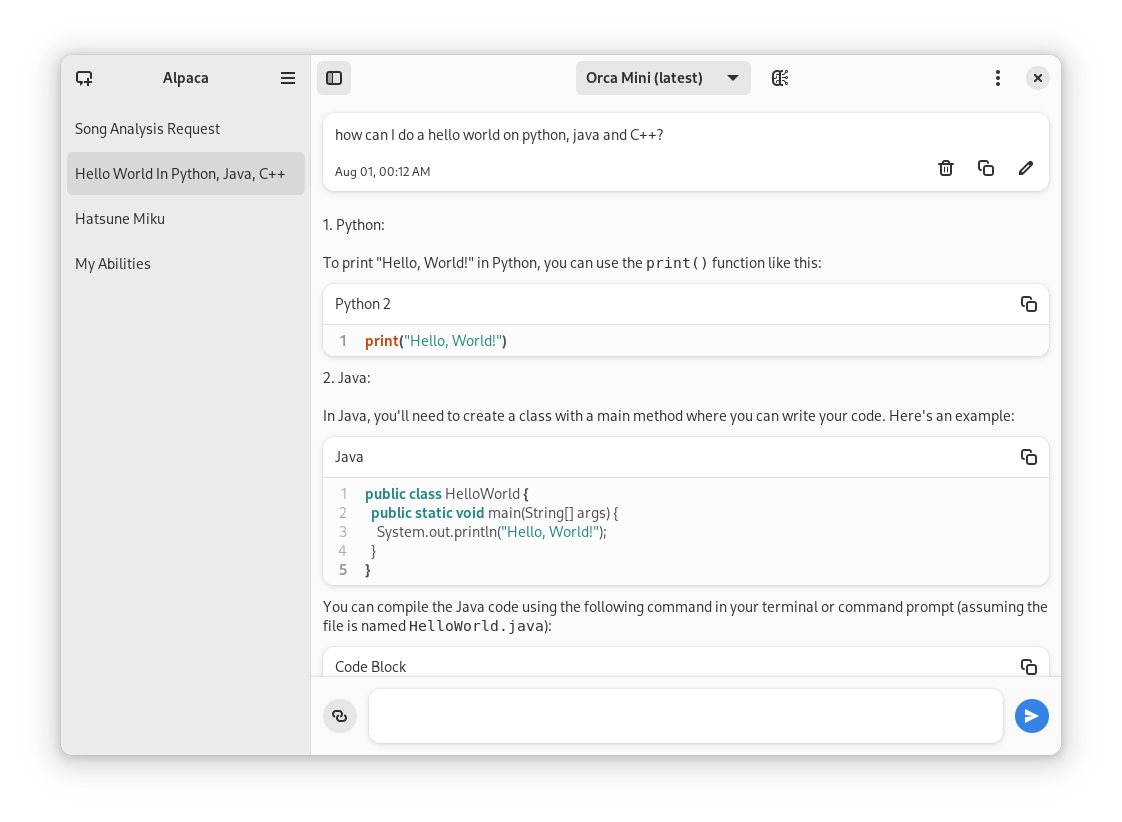 Alpaca
Song Analysis Request
Hello World In Python, Java, C++
Hatsune Miku
My Abilities
Orca Mini (latest)
how can I do a hello world on python, java and C++?
Aug 01, 00:12 AM
1. Python:
To print "Hello, World!" in Python, you can use the print() function like this:
Python 2
1 print("Hello, World!")
2. Java:
In Java, you'll need to create a class with a main method where you can write your code. Here's an example:
Java
1 public class HelloWorld {
2   public static void main(String[] args) {
3     System.out.println("Hello, World!");
4   }
5 }
You can compile the Java code using the following command in your terminal or command prompt (assuming the
file is named HelloWorld.java):
Code Block